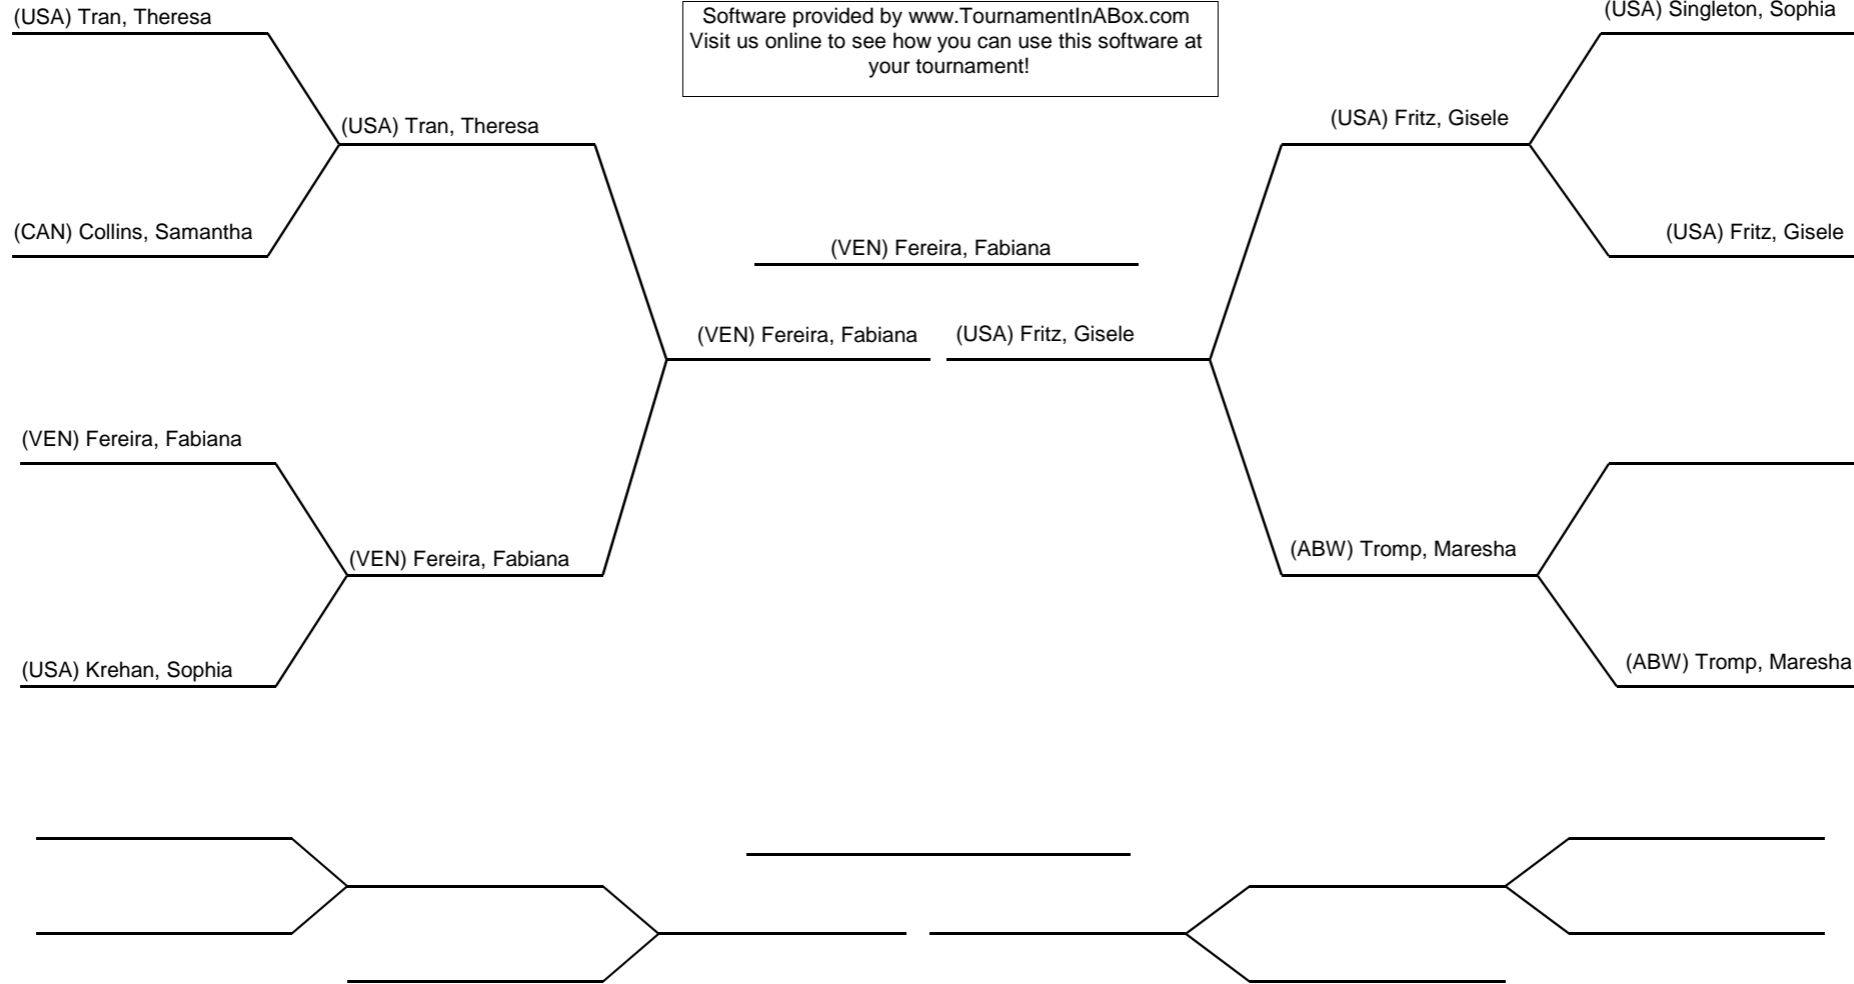 (USA) Tran, Theresa
Software provided by www.TournamentInABox.com
Visit us online to see how you can use this software at
your tournament!
(USA) Singleton, Sophia
(USA) Tran, Theresa
(USA) Fritz, Gisele
(CAN) Collins, Samantha
(VEN) Fereira, Fabiana
(USA) Fritz, Gisele
(VEN) Fereira, Fabiana
(USA) Fritz, Gisele
(VEN) Fereira, Fabiana
(VEN) Fereira, Fabiana
(ABW) Tromp, Maresha
(USA) Krehan, Sophia
(ABW) Tromp, Maresha